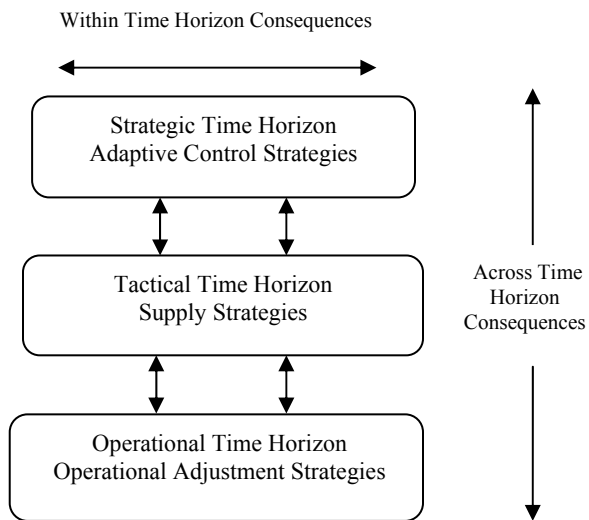 Within Time Horizon Consequences
Strategic Time Horizon
Adaptive Control Strategies
Tactical Time Horizon
Supply Strategies
Across Time
Horizon
Consequences
Operational Time Horizon
Operational Adjustment Strategies